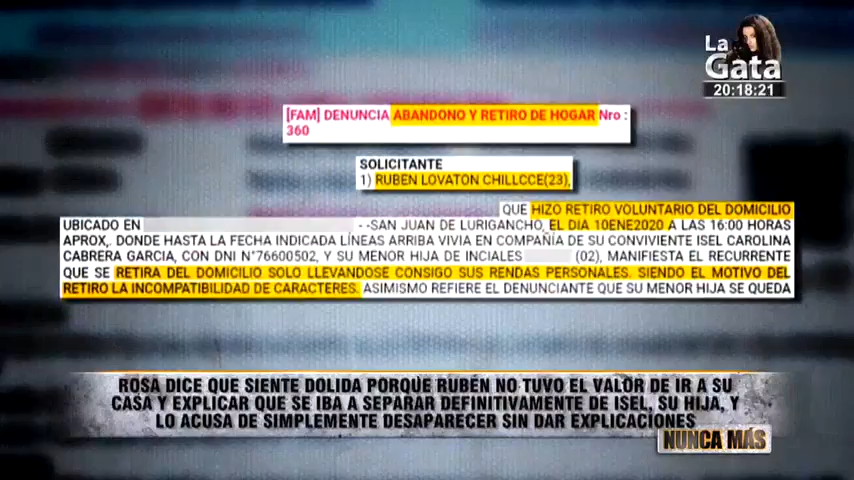 La
Gata
20:18:21
[FAM] DENUNCIA ABANDONO Y RETIRO DE HOGAR Nro :
360
SOLICITANTE
1) RUBEN LOVATON CHILLCCE(23),
QUE HIZO RETIRO VOLUNTARIO DEL DOMICILIO
UBICADO EN - -SAN JUAN DE LURIGANCHO, EL DIA 10ENE2020 A LAS 16:00 HORAS
APROX,. DONDE HASTA LA FECHA INDICADA LÍNEAS ARRIBA VIVIA EN COMPAÑÍA DE SU CONVIVIENTE ISEL CAROLINA
CABRERA GARCIA, CON DNI N°76600502, Y SU MENOR HIJA DE INCIALES (02), MANIFIESTA EL RECURRENTE
QUE SE RETIRA DEL DOMICILIO SOLO LLEVANDOSE CONSIGO SUS RENDAS PERSONALES. SIENDO EL MOTIVO DEL
RETIRO LA INCOMPATIBILIDAD DE CARACTERES. ASIMISMO REFIERE EL DENUNCIANTE QUE SU MENOR HIJA SE QUEDA
ROSA DICE QUE SIENTE DOLIDA PORQUE RUBÉN NO TUVO EL VALOR DE IR A SU
CASA Y EXPLICAR QUE SE IBA A SEPARAR DEFINITIVAMENTE DE ISEL, SU HIJA, Y
LO ACUSA DE SIMPLEMENTE DESAPARECER SIN DAR EXPLICACIONES
NUNCA MÁS